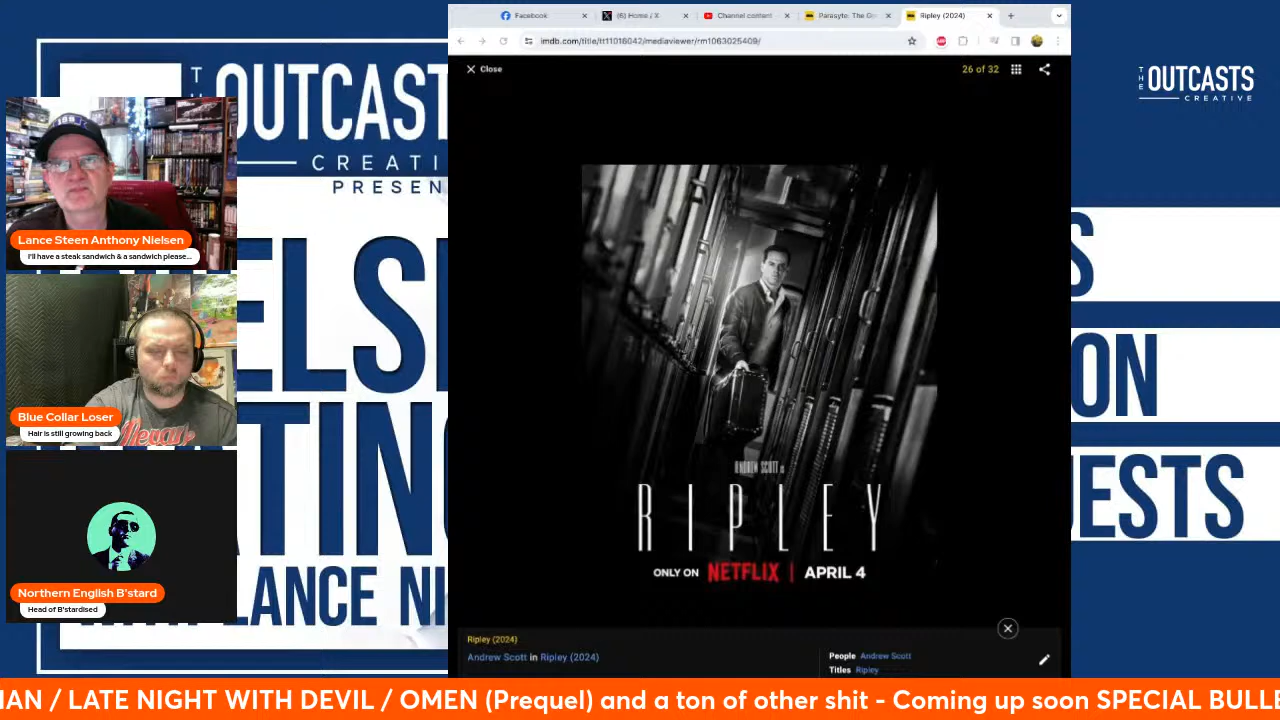 Facebook
(6) Home / X
Channel content
Parasyte: The Gr
Ripley (2024)
imdb.com/title/tt11016042/mediaviewer/rm1063025409/
Close
26 of 32
THE OUTCASTS
CREATIVE
THE OUTCAST
CREATI
PRESEN
ELS
TIN
LANCE NI
S
ON
UESTS
Lance Steen Anthony Nielsen
I'll have a steak sandwich & a sandwich please...
Blue Collar Loser
Hair is still growing back
Northern English B'stard
Head of B'stardised
ANDREW SCOTT is
RIPLEY
ONLY ON NETFLIX | APRIL 4
Ripley (2024)
Andrew Scott in Ripley (2024)
People Andrew Scott
Titles Ripley
IAN / LATE NIGHT WITH DEVIL / OMEN (Prequel) and a ton of other shit - Coming up soon SPECIAL BULLE